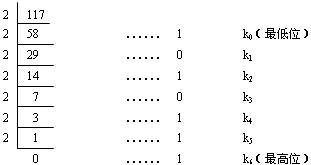 2 117
2 58 …… 1 k₀（最低位）
2 29 …… 0 k₁
2 14 …… 1 k₂
2 7 …… 0 k₃
2 3 …… 1 k₄
2 1 …… 1 k₅
0 …… 1 k₆（最高位）